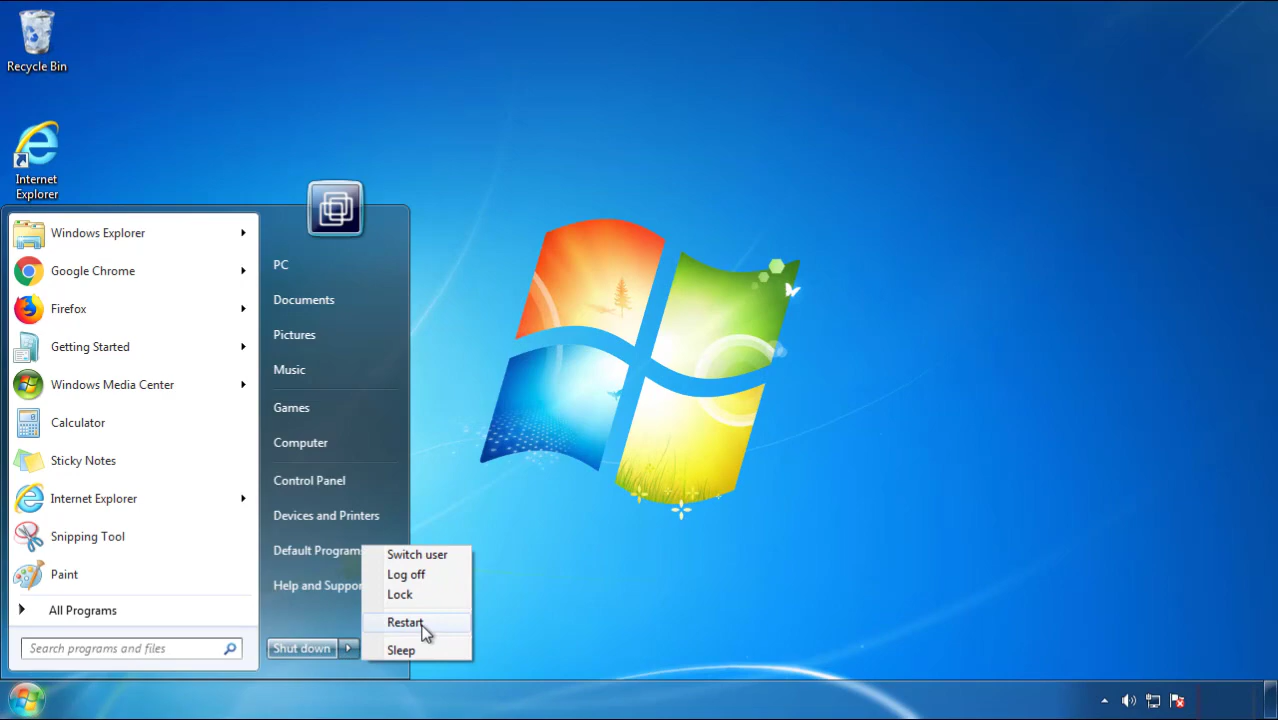 Recycle Bin
Internet
Explorer
Windows Explorer
Google Chrome
Firefox
Getting Started
Windows Media Center
Calculator
Sticky Notes
Internet Explorer
Snipping Tool
Paint
All Programs
Search programs and files
PC
Documents
Pictures
Music
Games
Computer
Control Panel
Devices and Printers
Default Program
Help and Suppor
Shut down
Switch user
Log off
Lock
Restart
Sleep